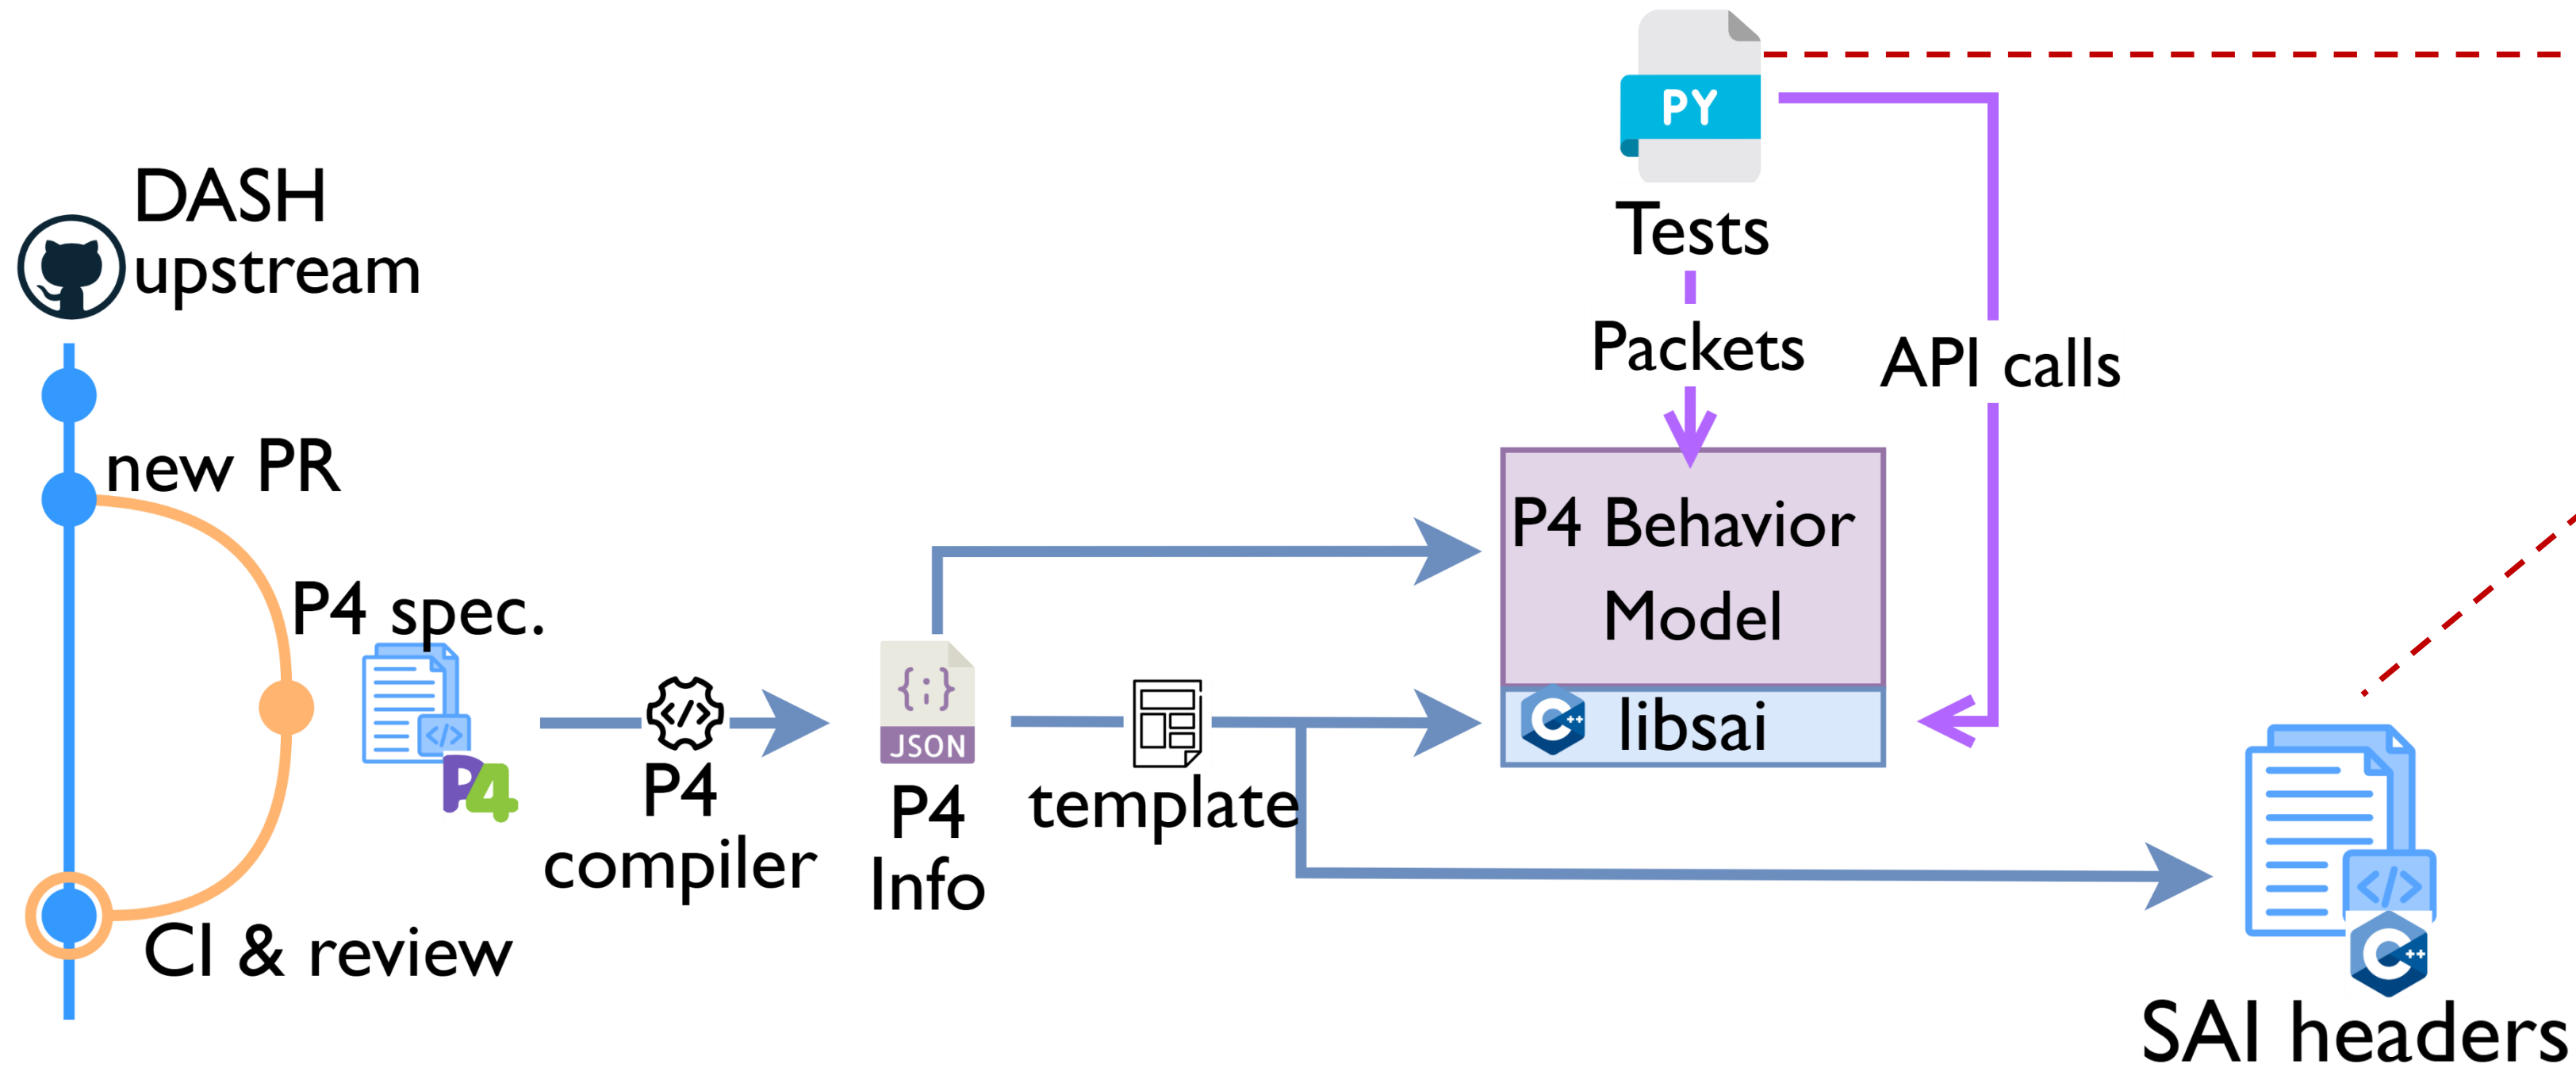 DASH
upstream
new PR
P4 spec.
</>
P4
CI & review
</>
P4
compiler
{;}
JSON
P4
Info
template
PY
Tests
Packets
API calls
P4 Behavior
Model
C++
libsai
</>
C++
SAI headers